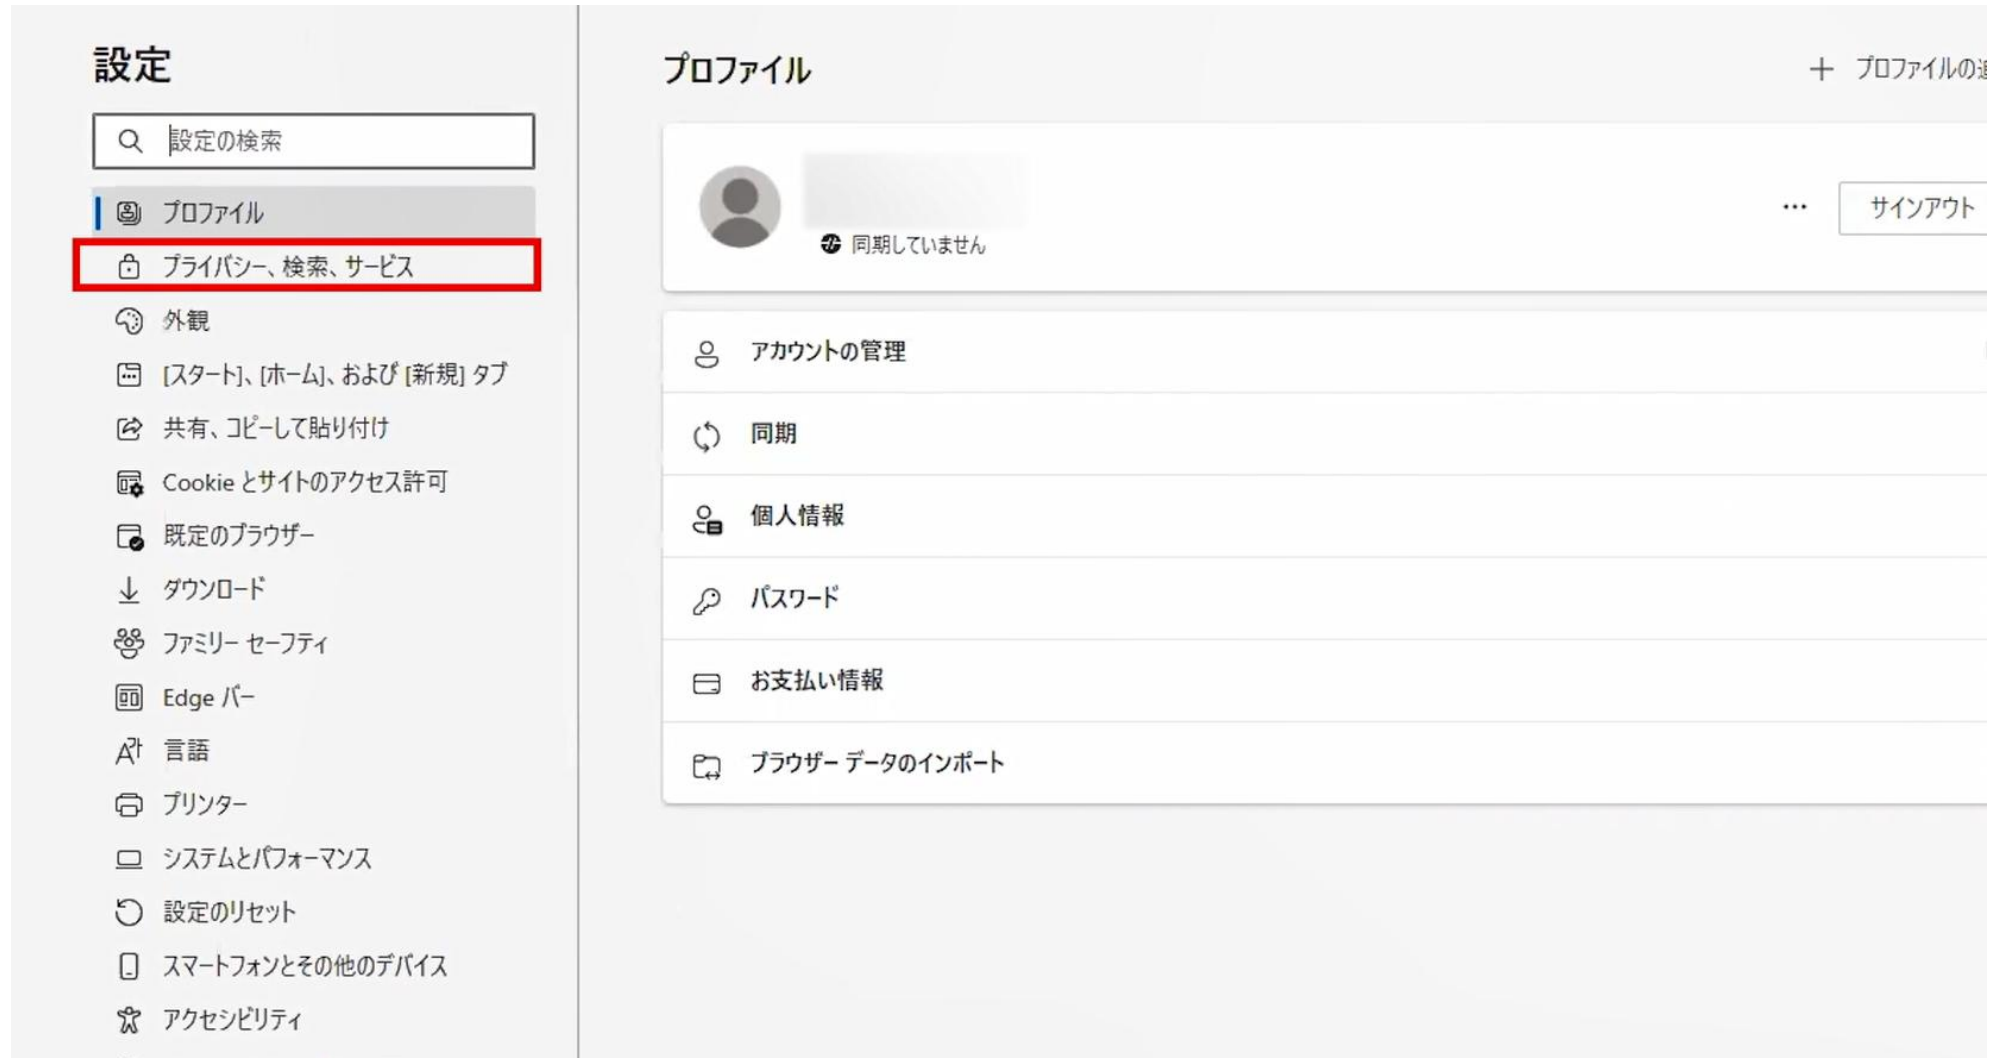 設定
設定の検索
プロファイル
プライバシー、検索、サービス
外観
[スタート]、[ホーム]、および [新規] タブ
共有、コピーして貼り付け
Cookie とサイトのアクセス許可
既定のブラウザー
ダウンロード
ファミリー セーフティ
Edge バー
言語
プリンター
システムとパフォーマンス
設定のリセット
スマートフォンとその他のデバイス
アクセシビリティ
プロファイル
プロファイルの
同期していません
サインアウト
アカウントの管理
同期
個人情報
パスワード
お支払い情報
ブラウザー データのインポート